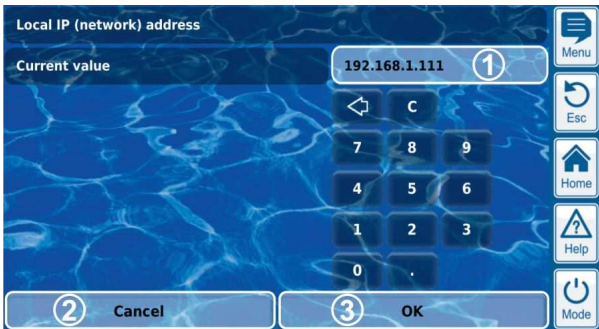 Local IP (network) address
Menu
Current value
192.168.1.111 1
Esc
C
7 8 9
Home
4 5 6
1 2 3
Help
0 .
2 Cancel
3 OK
Mode